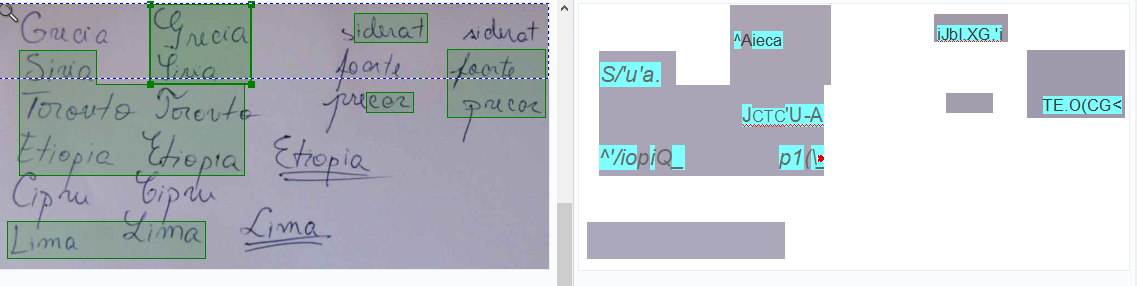 Grecia Grecia siderat siderat
Siria Siria foarte foarte
Toronto Toronto precar precar
Etiopia Etiopia Etiopia
Cipru Cipru
Lima Lima Lima
^Aieca
iJbl.XG.'i
S/'u'a.
TE.O(CG<
JCTC'U-A
^'/iopiQ_ p1(\_